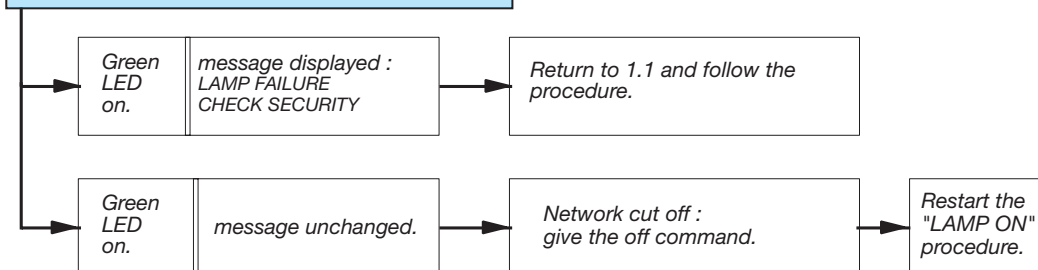 Green
LED
on.
message displayed :
LAMP FAILURE
CHECK SECURITY
Return to 1.1 and follow the
procedure.
Green
LED
on.
message unchanged.
Network cut off :
give the off command.
Restart the
"LAMP ON"
procedure.